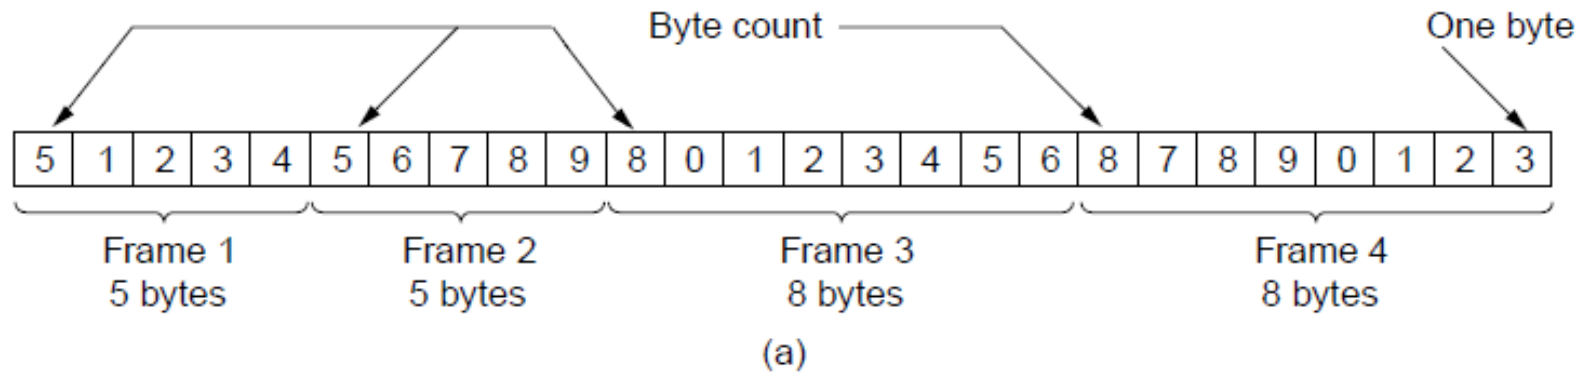 Byte count One byte
5 1 2 3 4 5 6 7 8 9 8 0 1 2 3 4 5 6 8 7 8 9 0 1 2 3
Frame 1 Frame 2 Frame 3 Frame 4
5 bytes 5 bytes 8 bytes 8 bytes
(a)